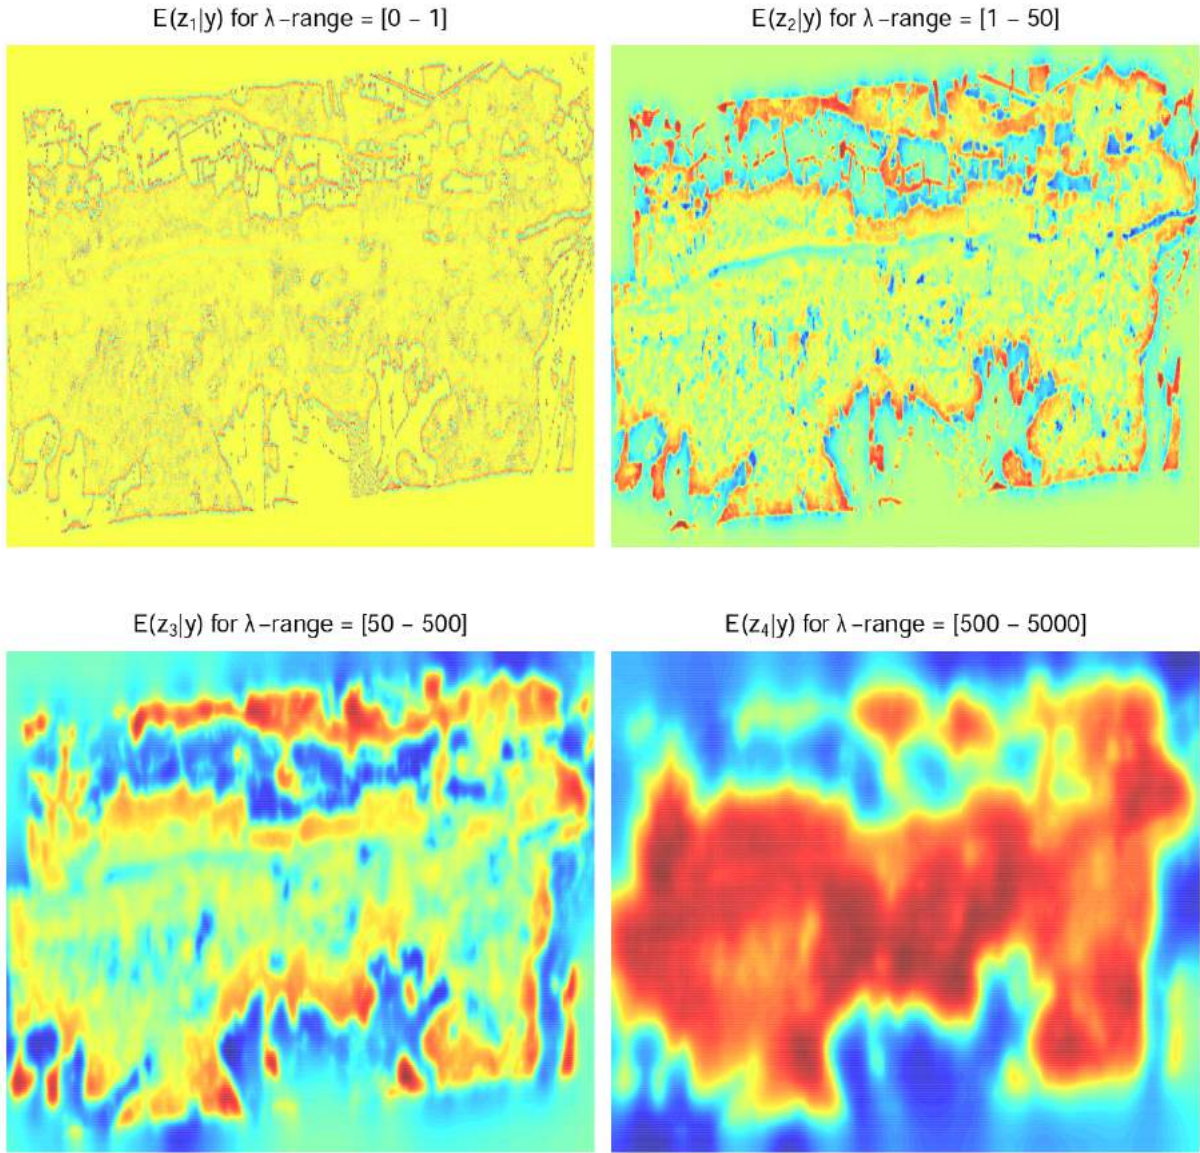 E(z₁|y) for λ−range = [0 − 1]
E(z₂|y) for λ−range = [1 − 50]
E(z₃|y) for λ−range = [50 − 500]
E(z₄|y) for λ−range = [500 − 5000]